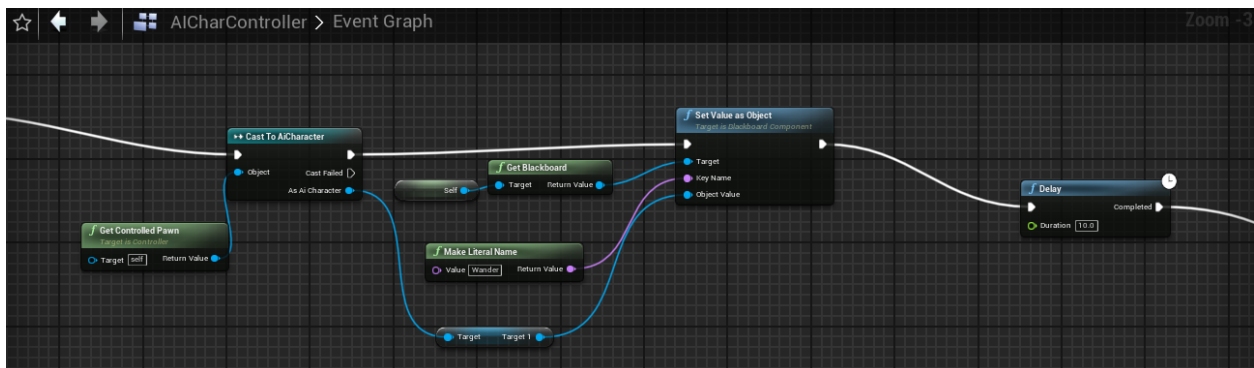 AICharController > Event Graph
Zoom -3
Cast To AiCharacter
Object
Cast Failed
As Ai Character
Get Controlled Pawn
Target is Controller
Target self
Return Value
Self
Get Blackboard
Target
Return Value
Make Literal Name
Value Wander
Return Value
Target
Target 1
Set Value as Object
Target is Blackboard Component
Target
Key Name
Object Value
Delay
Completed
Duration 10.0